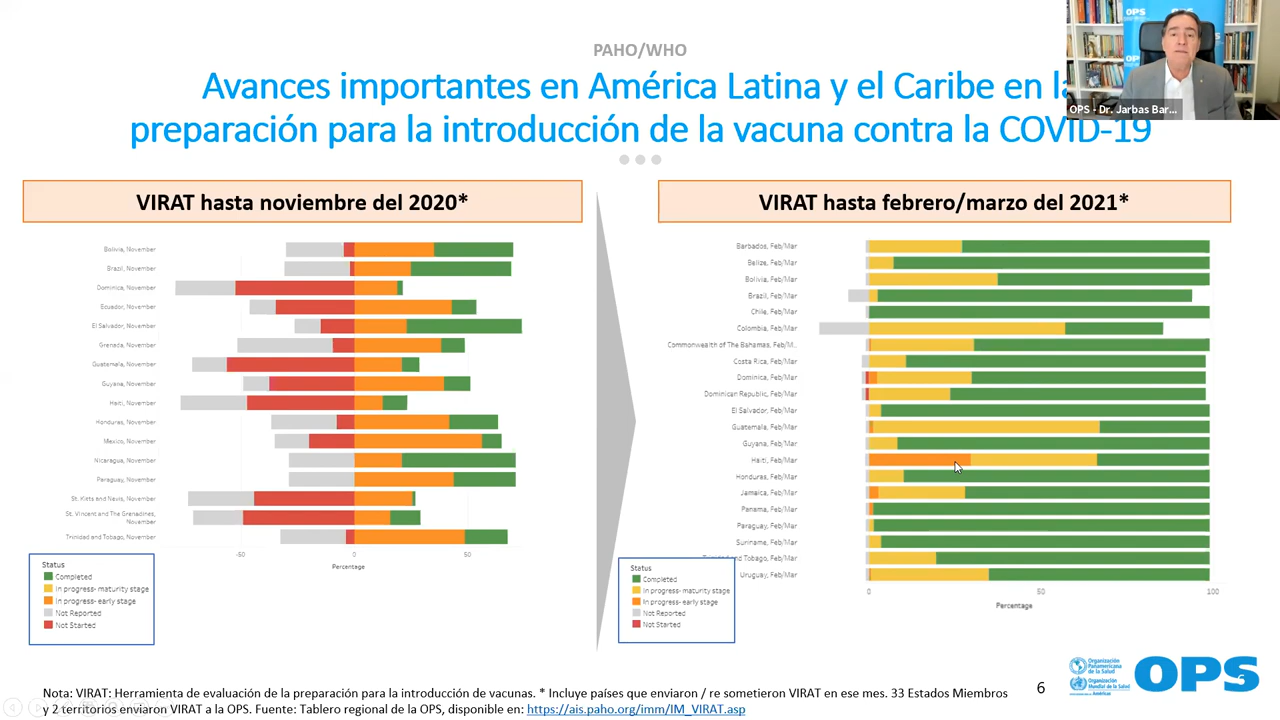 PAHO/WHO
Avances importantes en América Latina y el Caribe en la
preparación para la introducción de la vacuna contra la COVID-19
OPS - Dr. Jarbas Bar...
VIRAT hasta noviembre del 2020*
Bolivia, November
Brazil, November
Dominica, November
Ecuador, November
El Salvador, November
Grenada, November
Guatemala, November
Guyana, November
Haiti, November
Honduras, November
Mexico, November
Nicaragua, November
Paraguay, November
St. Kitts and Nevis, November
St. Vincent and The Grenadines,
November
Trinidad and Tobago, November
-50 0 50
Percentage
Status
Completed
In progress- maturity stage
In progress- early stage
Not Reported
Not Started
VIRAT hasta febrero/marzo del 2021*
Barbados, Feb/Mar
Belize, Feb/Mar
Bolivia, Feb/Mar
Brazil, Feb/Mar
Chile, Feb/Mar
Colombia, Feb/Mar
Commonwealth of The Bahamas, Feb/M..
Costa Rica, Feb/Mar
Dominica, Feb/Mar
Dominican Republic, Feb/Mar
El Salvador, Feb/Mar
Guatemala, Feb/Mar
Guyana, Feb/Mar
Haiti, Feb/Mar
Honduras, Feb/Mar
Jamaica, Feb/Mar
Panama, Feb/Mar
Paraguay, Feb/Mar
Suriname, Feb/Mar
Trinidad and Tobago, Feb/Mar
Uruguay, Feb/Mar
0 50 100
Percentage
Status
Completed
In progress- maturity stage
In progress- early stage
Not Reported
Not Started
Nota: VIRAT: Herramienta de evaluación de la preparación para la introducción de vacunas. * Incluye países que enviaron / re sometieron VIRAT en ese mes. 33 Estados Miembros
y 2 territorios enviaron VIRAT a la OPS. Fuente: Tablero regional de la OPS, disponible en: https://ais.paho.org/imm/IM_VIRAT.asp
6
Organización
Panamericana
de la Salud
Organización
Mundial de la Salud
Américas
OPS
6